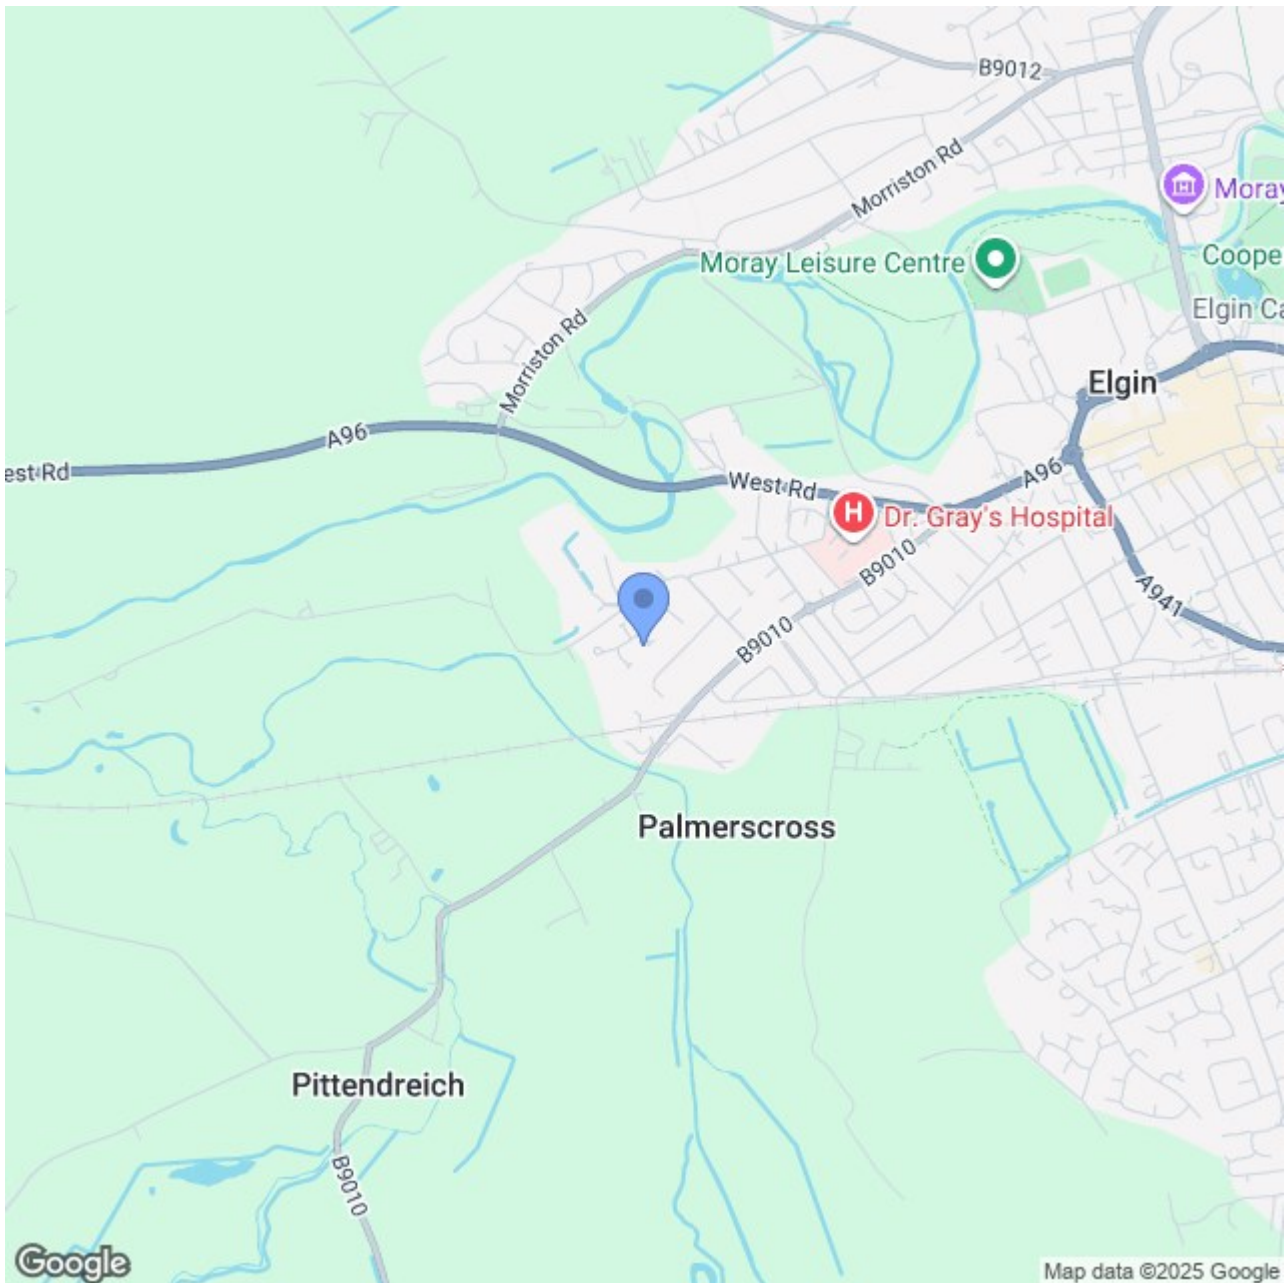 B9012
Morriston Rd
Moray
Moray Leisure Centre
Coope
Elgin Ca
Morriston Rd
Elgin
A96
est Rd
West Rd
A96
H
Dr. Gray's Hospital
B9010
A941
B9010
Palmerscross
Pittendreich
B9010
Google
Map data ©2025 Google